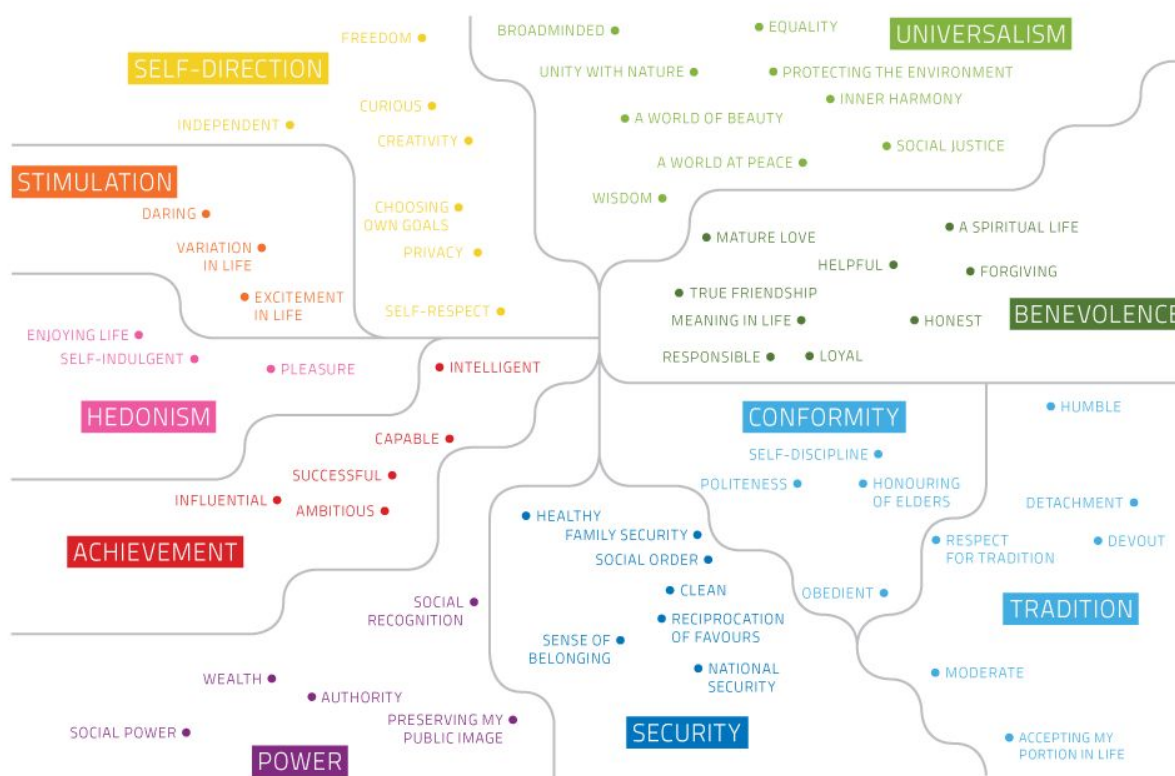 SELF-DIRECTION
FREEDOM
CURIOUS
INDEPENDENT
CREATIVITY
CHOOSING
OWN GOALS
PRIVACY
SELF-RESPECT
UNIVERSALISM
BROADMINDED
EQUALITY
UNITY WITH NATURE
PROTECTING THE ENVIRONMENT
INNER HARMONY
A WORLD OF BEAUTY
SOCIAL JUSTICE
A WORLD AT PEACE
WISDOM
STIMULATION
DARING
VARIATION
IN LIFE
EXCITEMENT
IN LIFE
MATURE LOVE
A SPIRITUAL LIFE
HELPFUL
FORGIVING
TRUE FRIENDSHIP
MEANING IN LIFE
HONEST
BENEVOLENCE
RESPONSIBLE
LOYAL
ENJOYING LIFE
SELF-INDULGENT
PLEASURE
HEDONISM
INTELLIGENT
CAPABLE
SUCCESSFUL
INFLUENTIAL
AMBITIOUS
ACHIEVEMENT
CONFORMITY
SELF-DISCIPLINE
POLITENESS
HONOURING
OF ELDERS
OBEDIENT
HUMBLE
DETACHMENT
RESPECT
FOR TRADITION
DEVOUT
TRADITION
MODERATE
ACCEPTING MY
PORTION IN LIFE
HEALTHY
FAMILY SECURITY
SOCIAL ORDER
CLEAN
RECIPROCATION
OF FAVOURS
SENSE OF
BELONGING
NATIONAL
SECURITY
SECURITY
SOCIAL
RECOGNITION
WEALTH
AUTHORITY
PRESERVING MY
PUBLIC IMAGE
SOCIAL POWER
POWER